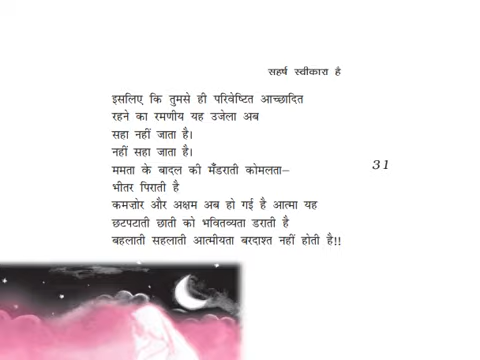 सहर्ष स्वीकारा है
इसलिए कि तुमसे ही परिवेष्टित आच्छादित
रहने का रमणीय यह उजेला अब
सहा नहीं जाता है।
नहीं सहा जाता है।
ममता के बादल की मँडराती कोमलता–
31
भीतर पिराती है
कमज़ोर और अक्षम अब हो गई है आत्मा यह
छटपटाती छाती को भवितव्यता डराती है
बहलाती सहलाती आत्मीयता बरदाश्त नहीं होती है!!